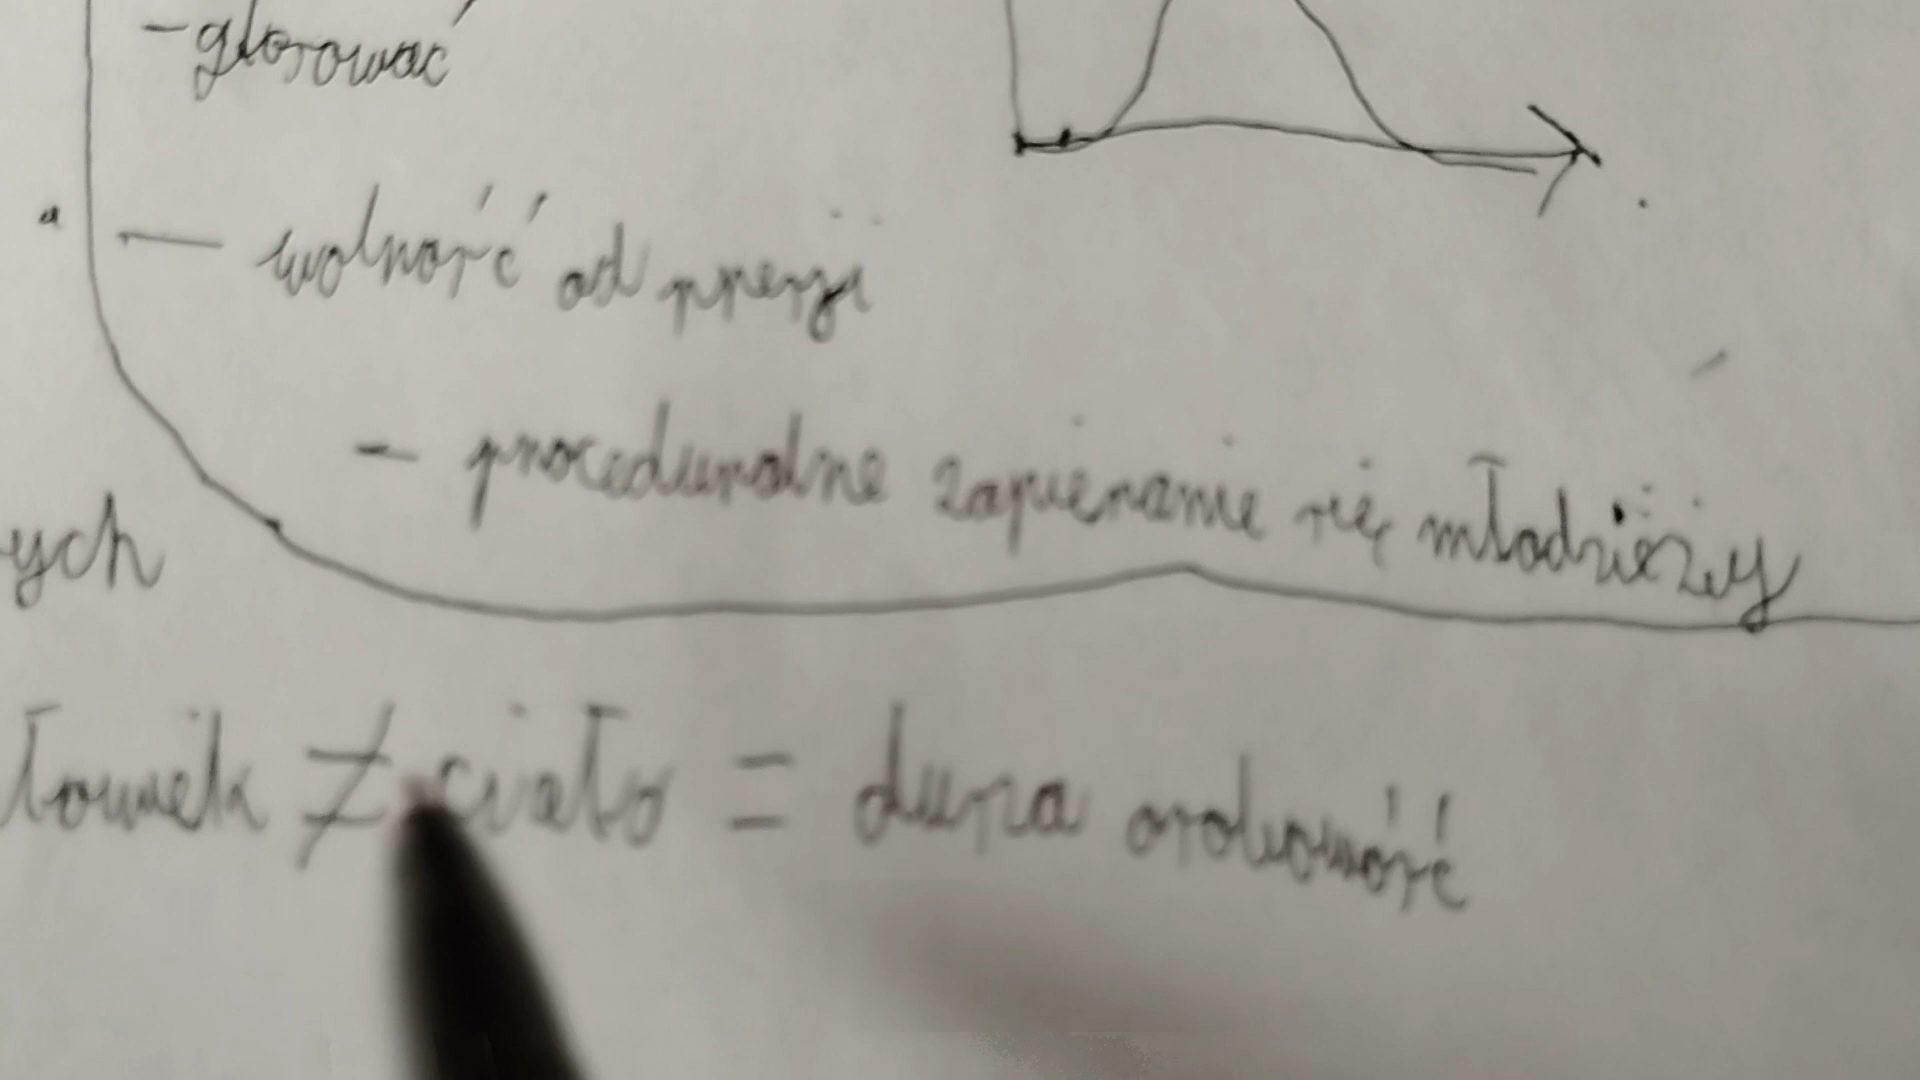 - głosować
- wolność od presji
- proceduralne zapieranie się młodzieży
ych
łowiek ≠ ciało = dusza osobowość